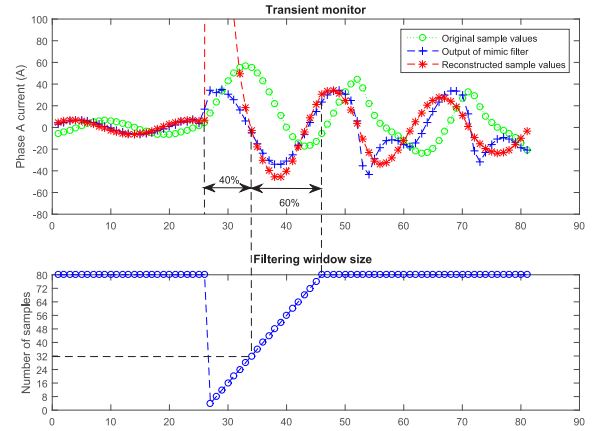 Transient monitor
Phase A current (A)
100
80
60
40
20
0
-20
-40
-60
-80
Original sample values
Output of mimic filter
Reconstructed sample values
40%
60%
0 10 20 30 40 50 60 70 80 90
Filtering window size
Number of samples
80
72
64
56
48
40
32
24
16
8
0
0 10 20 30 40 50 60 70 80 90